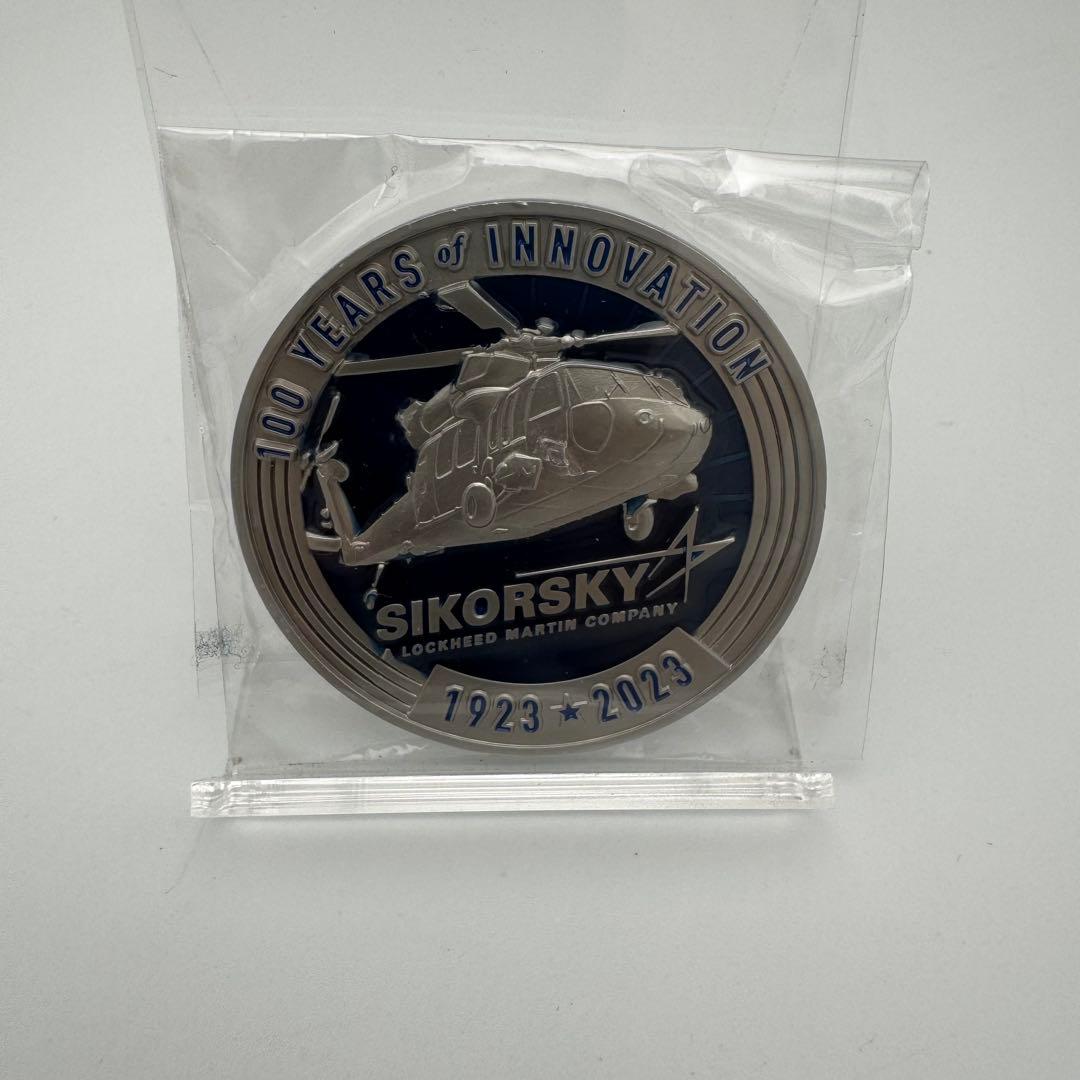 100 YEARS of INNOVATION
SIKORSKY
A LOCKHEED MARTIN COMPANY
1923 ★ 2023